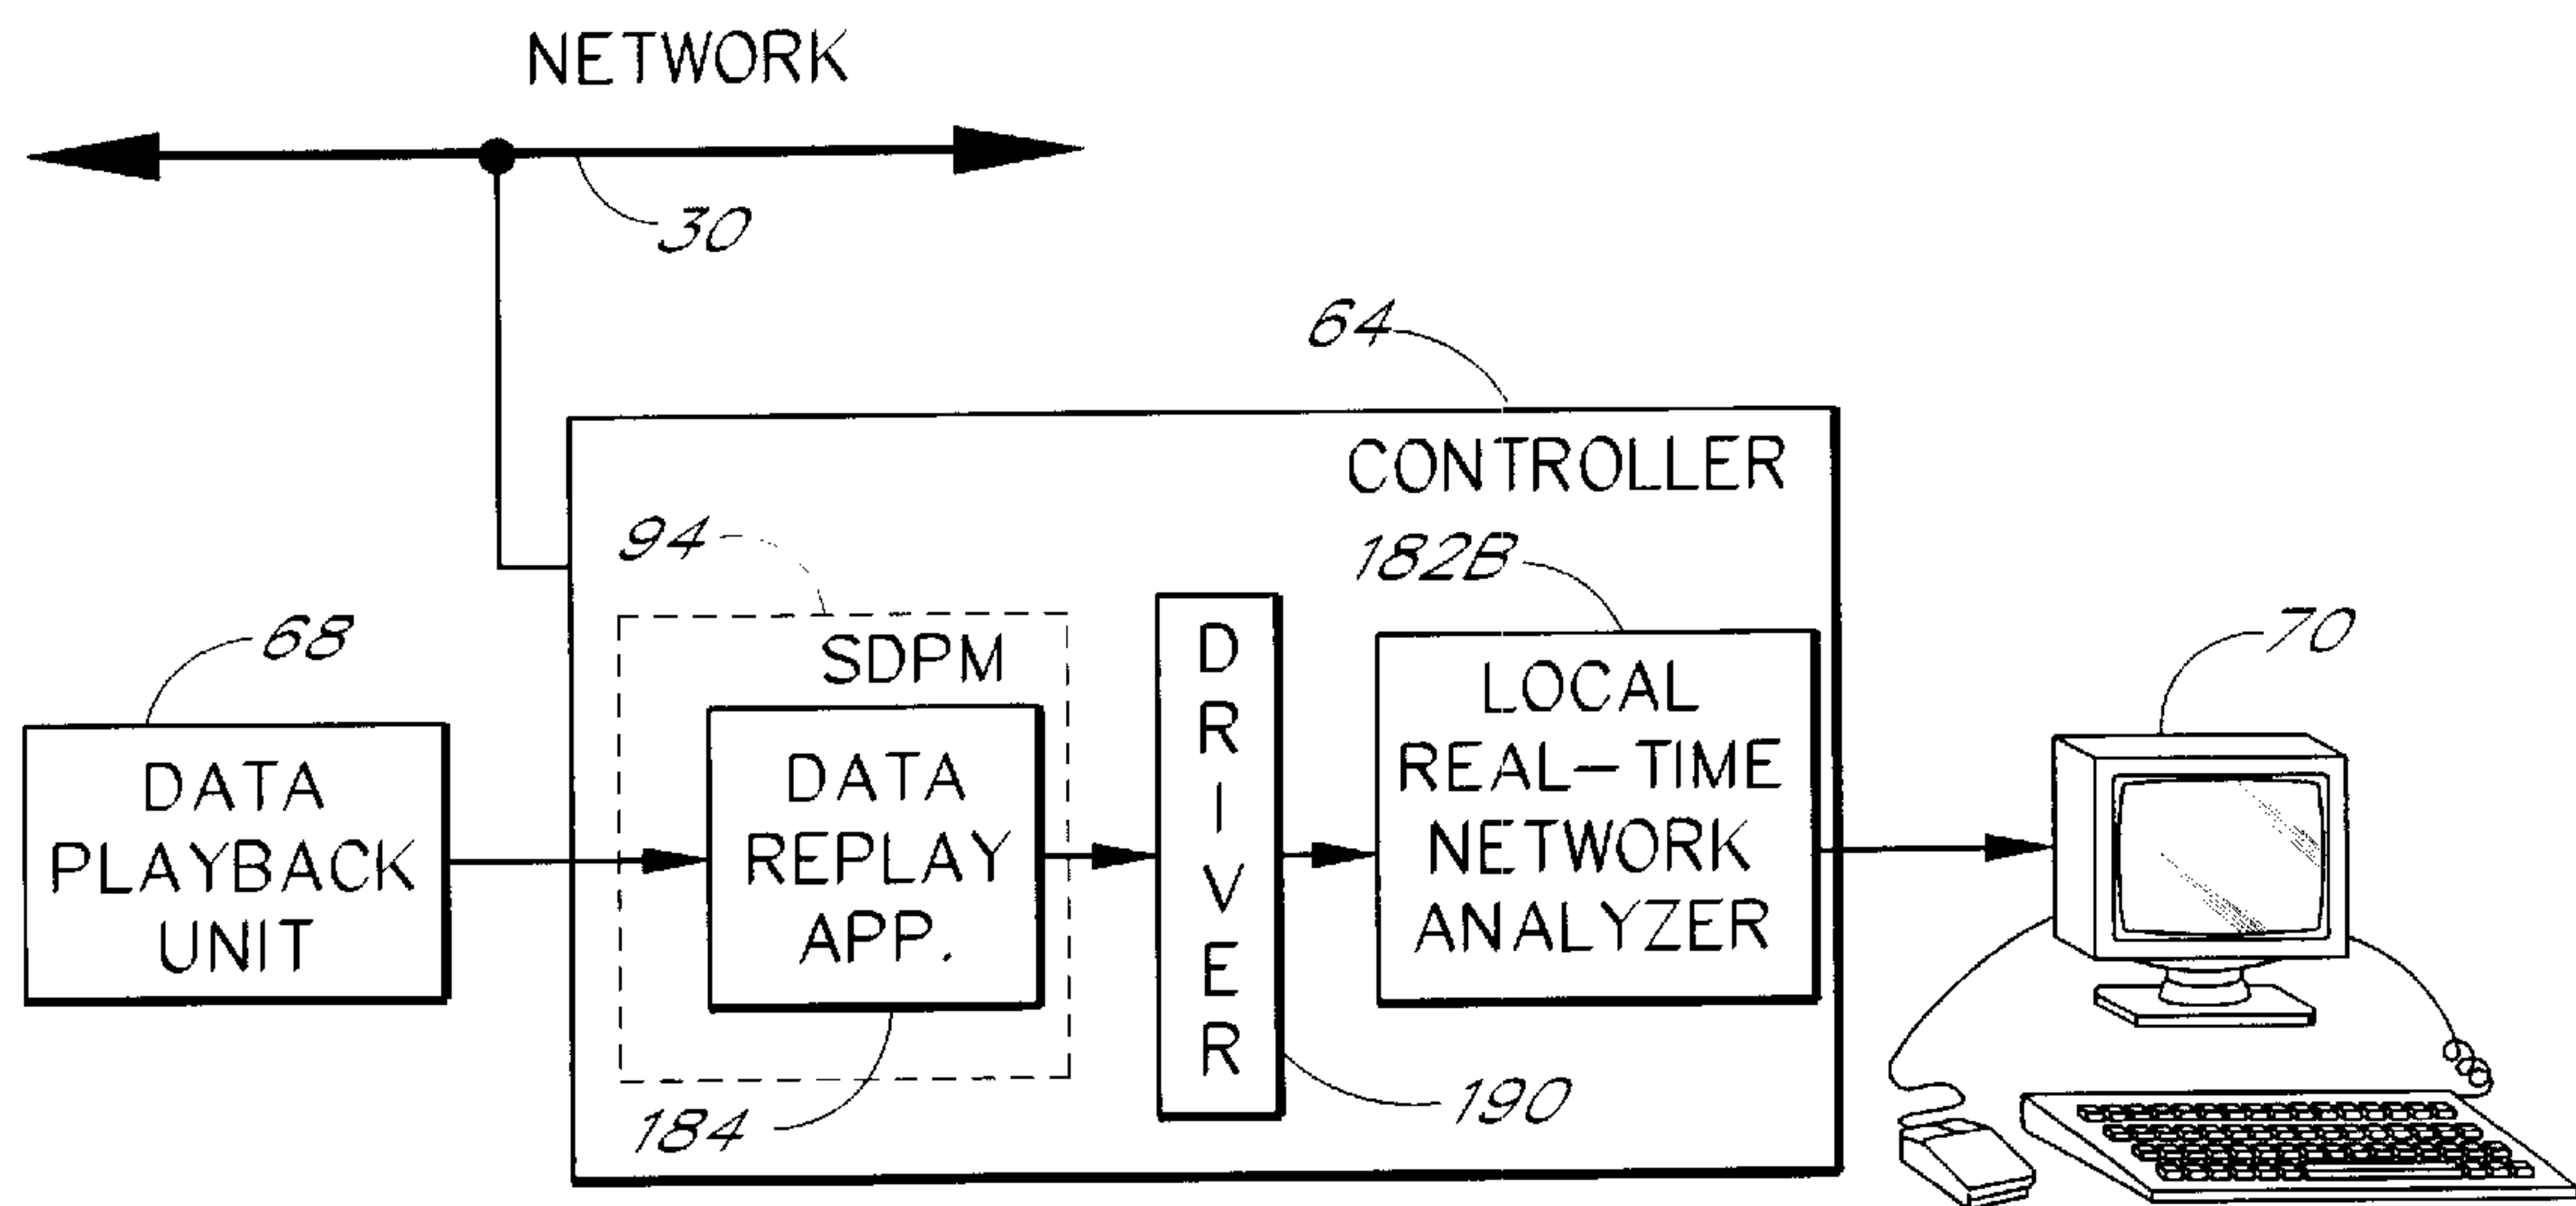 NETWORK
30
64
CONTROLLER
94
182B
68
SDPM
70
DATA
PLAYBACK
UNIT
DATA
REPLAY
APP.
DRIVER
LOCAL
REAL-TIME
NETWORK
ANALYZER
184
190